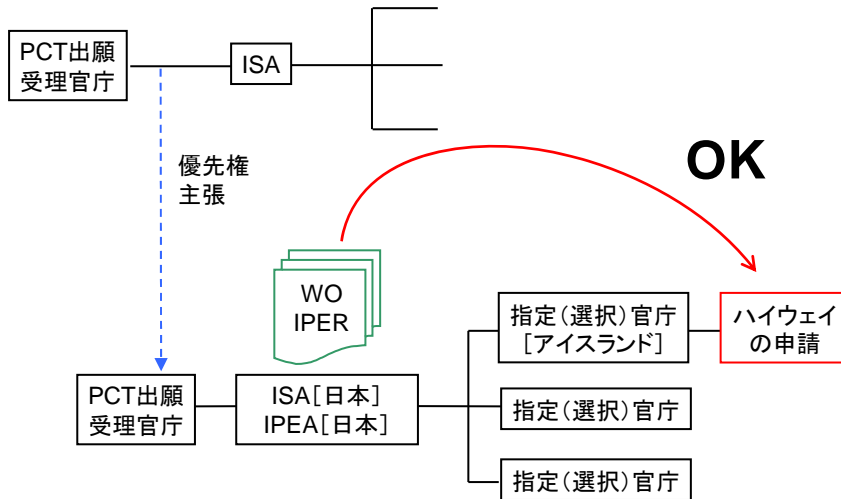 PCT出願
受理官庁
ISA
OK
優先権
主張
WO
IPER
指定(選択)官庁
[アイスランド]
ハイウェイ
の申請
PCT出願
受理官庁
ISA[日本]
IPEA[日本]
指定(選択)官庁
指定(選択)官庁